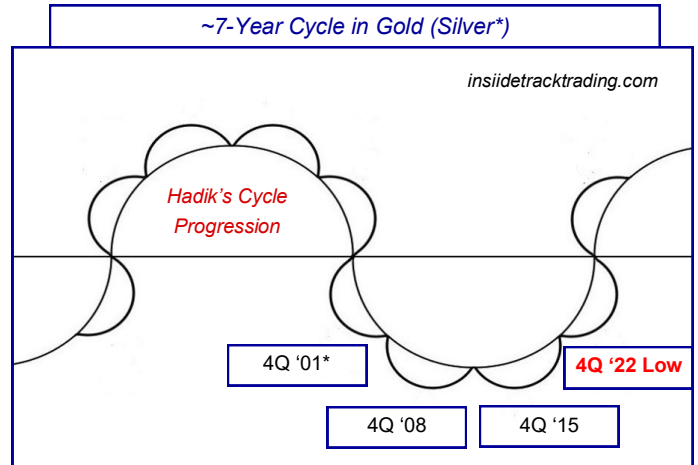 ~7-Year Cycle in Gold (Silver*)
insiidetracktrading.com
Hadik’s Cycle
Progression
4Q ‘01*
4Q ‘22 Low
4Q ‘08
4Q ‘15